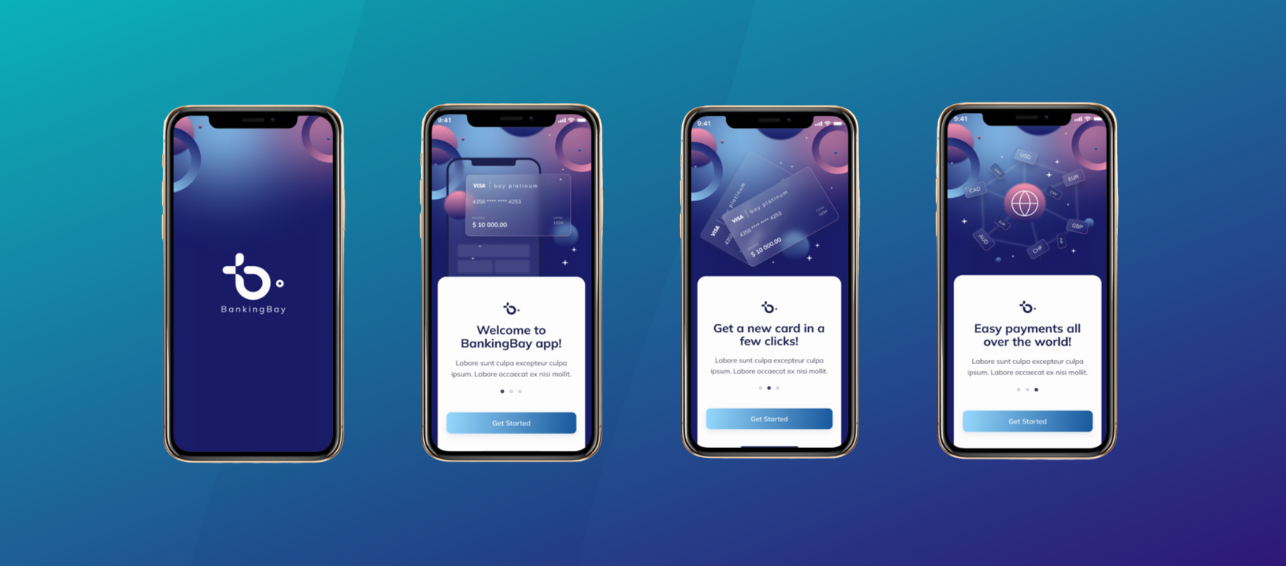 BankingBay
9:41
VISA bay platinum
4358 **** **** 4253
$ 10 000.00
Welcome to
BankingBay app!
Labore sunt culpa excepteur culpa
ipsum. Labore occaecat ex nisi mollit.
Get Started
9:41
platinum
VISA
VISA bay platinum
4358 **** **** 4253
$ 10 000.00
Get a new card in a
few clicks!
Labore sunt culpa excepteur culpa
ipsum. Labore occaecat ex nisi mollit.
Get Started
9:41
USD
EUR
CAD
GBP
AUD
CHF
Easy payments all
over the world!
Labore sunt culpa excepteur culpa
ipsum. Labore occaecat ex nisi mollit.
Get Started